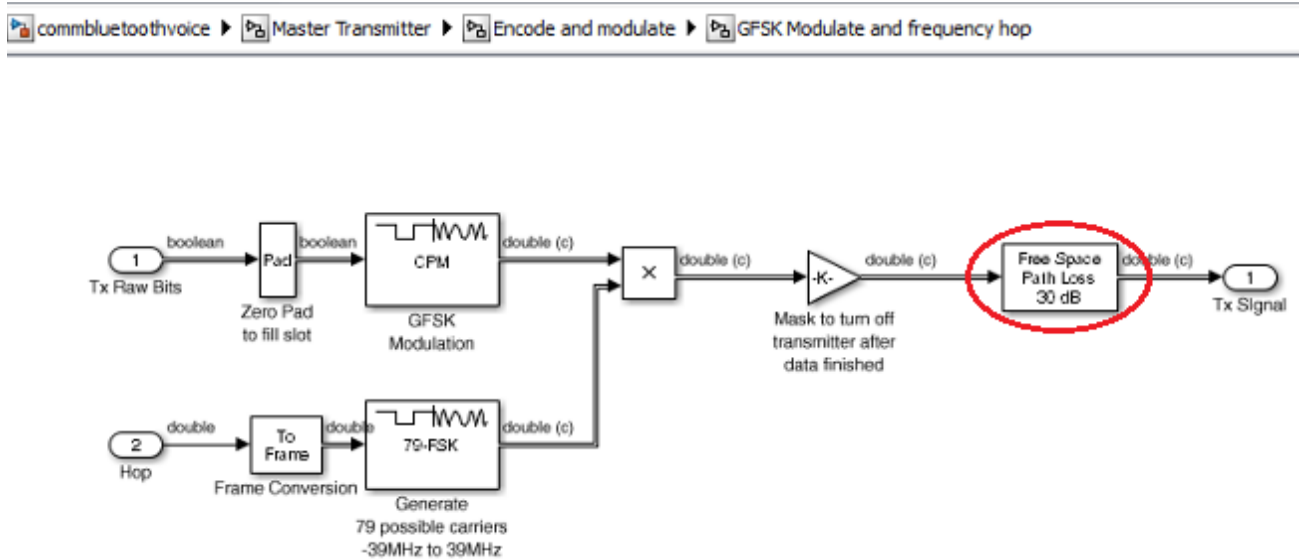 commbluetoothvoice ▶ Master Transmitter ▶ Encode and modulate ▶ GFSK Modulate and frequency hop
boolean
boolean
double (c)
1
Pad
CPM
Tx Raw Bits
Zero Pad
to fill slot
GFSK
Modulation
×
double (c)
-K-
double (c)
Mask to turn off
transmitter after
data finished
Free Space
Path Loss
30 dB
double (c)
1
Tx SIgnal
double
double
double (c)
2
To
Frame
79-FSK
Hop
Frame Conversion
Generate
79 possible carriers
-39MHz to 39MHz